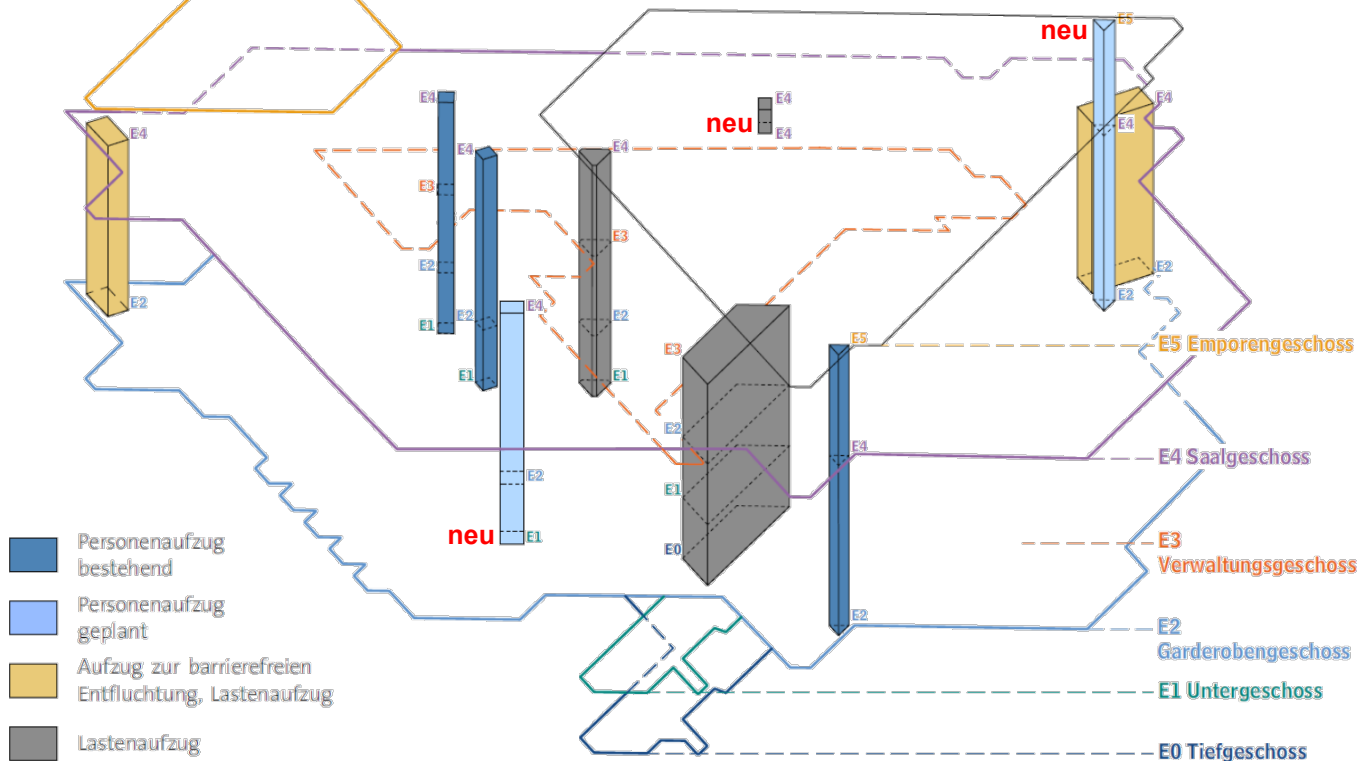 E5
neu
E4
E4
neu
E4
E4
E4
E4
E4
E4
E3
E3
E2
E2
E2
E2
E2
E2
E4
E1
E5
E5 Emporengeschoss
E3
E1
E1
E2
E4
E4 Saalgeschoss
E2
E1
neu
E1
E0
E3
Verwaltungsgeschoss
E2
E2
Garderobengeschoss
E1 Untergeschoss
E0 Tiefgeschoss
Personenaufzug
bestehend
Personenaufzug
geplant
Aufzug zur barrierefreien
Entfluchtung, Lastenaufzug
Lastenaufzug